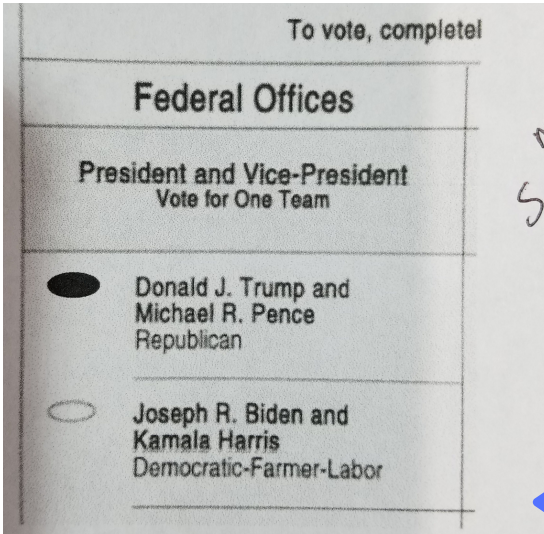 To vote, completel
Federal Offices
President and Vice-President
Vote for One Team
Donald J. Trump and
Michael R. Pence
Republican
Joseph R. Biden and
Kamala Harris
Democratic-Farmer-Labor